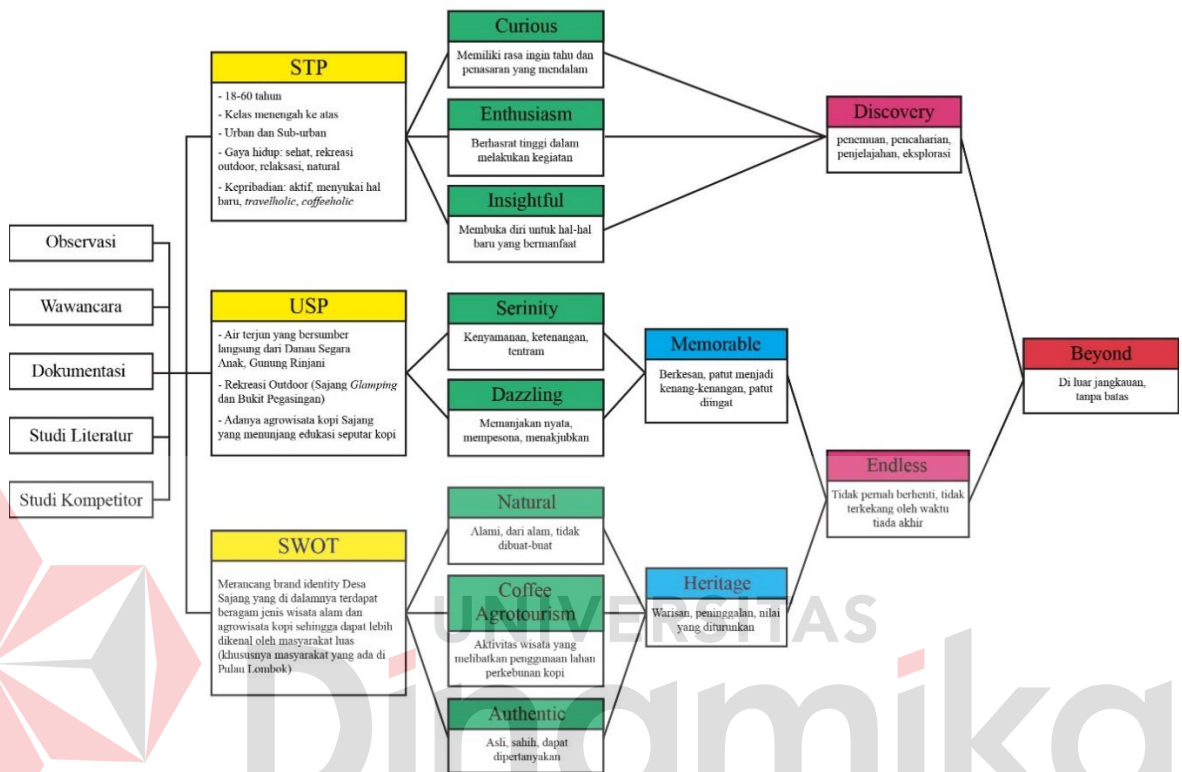 Observasi
Wawancara
Dokumentasi
Studi Literatur
Studi Kompetitor
STP
- 18-60 tahun
- Kelas menengah ke atas
- Urban dan Sub-urban
- Gaya hidup: sehat, rekreasi
outdoor, relaksasi, natural
- Kepribadian: aktif, menyukai hal
baru, travelholic, coffeeholic
USP
- Air terjun yang bersumber
langsung dari Danau Segara
Anak, Gunung Rinjani
- Rekreasi Outdoor (Sajang Glamping
dan Bukit Pegasingan)
- Adanya agrowisata kopi Sajang
yang menunjang edukasi seputar kopi
SWOT
Merancang brand identity Desa
Sajang yang di dalamnya terdapat
beragam jenis wisata alam dan
agrowisata kopi sehingga dapat lebih
dikenal oleh masyarakat luas
(khususnya masyarakat yang ada di
Pulau Lombok)
Curious
Memiliki rasa ingin tahu dan
penasaran yang mendalam
Enthusiasm
Berhasrat tinggi dalam
melakukan kegiatan
Insightful
Membuka diri untuk hal-hal
baru yang bermanfaat
Serinity
Kenyamanan, ketenangan,
tentram
Dazzling
Memanjakan nyata,
mempesona, menakjubkan
Natural
Alami, dari alam, tidak
dibuat-buat
Coffee
Agrotourism
Aktivitas wisata yang
melibatkan penggunaan lahan
perkebunan kopi
Authentic
Asli, sahih, dapat
dipertanyakan
Memorable
Berkesan, patut menjadi
kenang-kenangan, patut
diingat
Heritage
Warisan, peninggalan, nilai
yang diturunkan
Discovery
penemuan, pencaharian,
penjelajahan, eksplorasi
Endless
Tidak pernah berhenti, tidak
terkekang oleh waktu
tiada akhir
Beyond
Di luar jangkauan,
tanpa batas
UNIVERSITAS
Dinamika